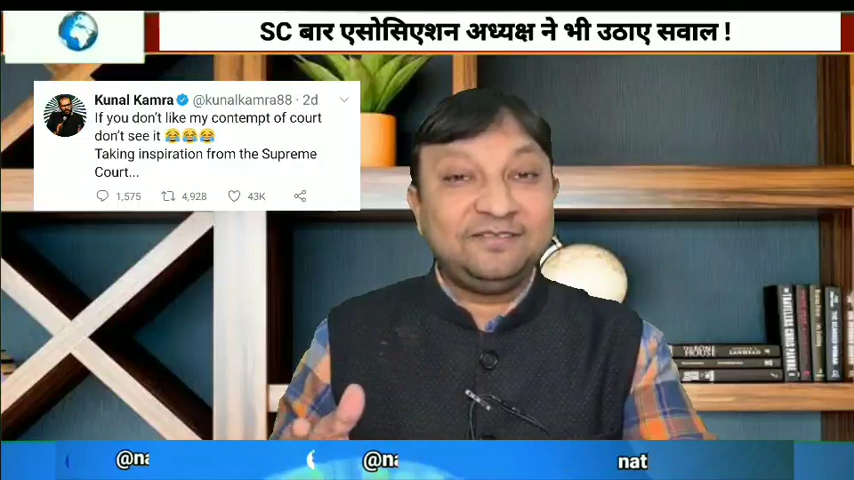 SC बार एसोसिएशन अध्यक्ष ने भी उठाए सवाल !
Kunal Kamra @kunalkamra88 · 2d
If you don't like my contempt of court
don't see it 😂😂😂
Taking inspiration from the Supreme
Court...
1,575 4,928 43K
@na @na nat